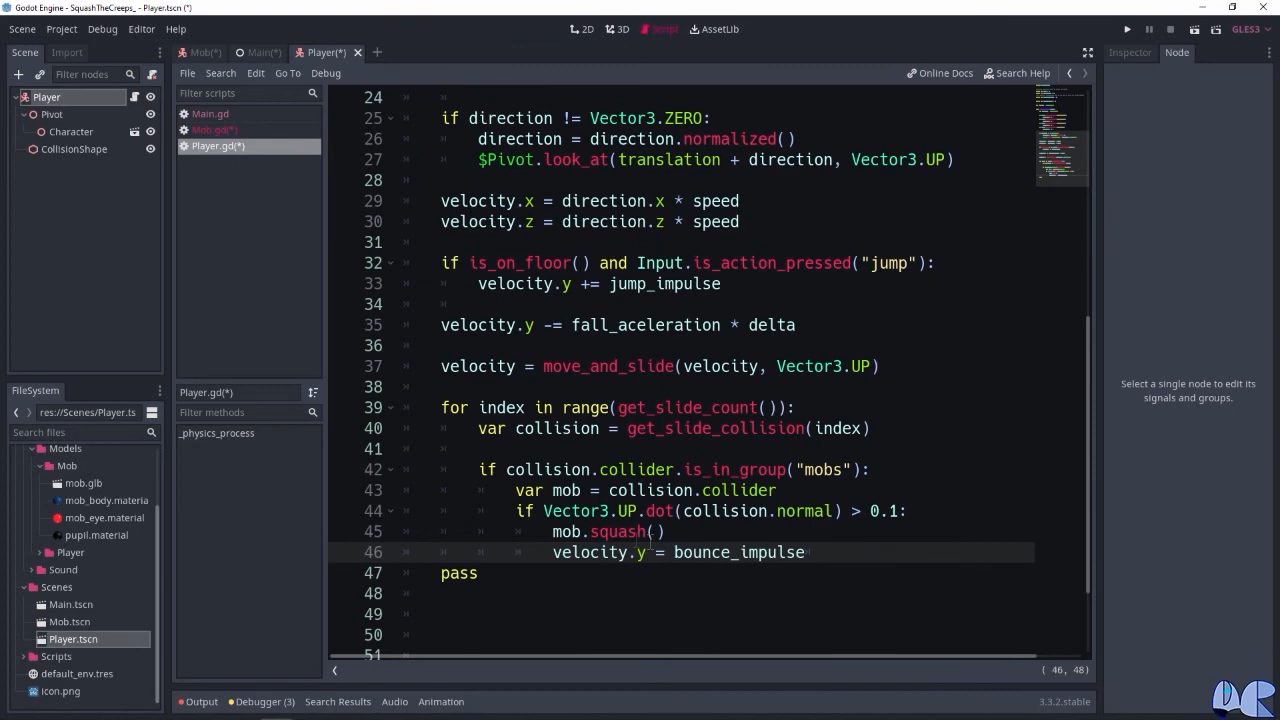 Godot Engine - SquashTheCreeps_ - Player.tscn (*)
Scene Project Debug Editor Help
2D 3D Script AssetLib
GLES3
Scene Import
Mob(*) Main(*) Player(*)
Inspector Node
Filter nodes
File Search Edit Go To Debug
Online Docs Search Help
Player
Pivot
Character
CollisionShape
Filter scripts
Main.gd
Mob.gd(*)
Player.gd(*)
24
25 if direction != Vector3.ZERO:
26 direction = direction.normalized()
27 $Pivot.look_at(translation + direction, Vector3.UP)
28
29 velocity.x = direction.x * speed
30 velocity.z = direction.z * speed
31
32 if is_on_floor() and Input.is_action_pressed("jump"):
33 velocity.y += jump_impulse
34
35 velocity.y -= fall_aceleration * delta
36
37 velocity = move_and_slide(velocity, Vector3.UP)
38
39 for index in range(get_slide_count()):
40 var collision = get_slide_collision(index)
41
42 if collision.collider.is_in_group("mobs"):
43 var mob = collision.collider
44 if Vector3.UP.dot(collision.normal) > 0.1:
45 mob.squash()
46 velocity.y = bounce_impulse
47 pass
48
49
50
51
Select a single node to edit its
signals and groups.
FileSystem
res://Scenes/Player.ts
Search files
Models
Mob
mob.glb
mob_body.materia
mob_eye.material
pupil.material
Player
Sound
Scenes
Main.tscn
Mob.tscn
Player.tscn
Scripts
default_env.tres
icon.png
Player.gd(*)
Filter methods
_physics_process
( 46, 48)
Output Debugger (3) Search Results Audio Animation
3.3.2.stable